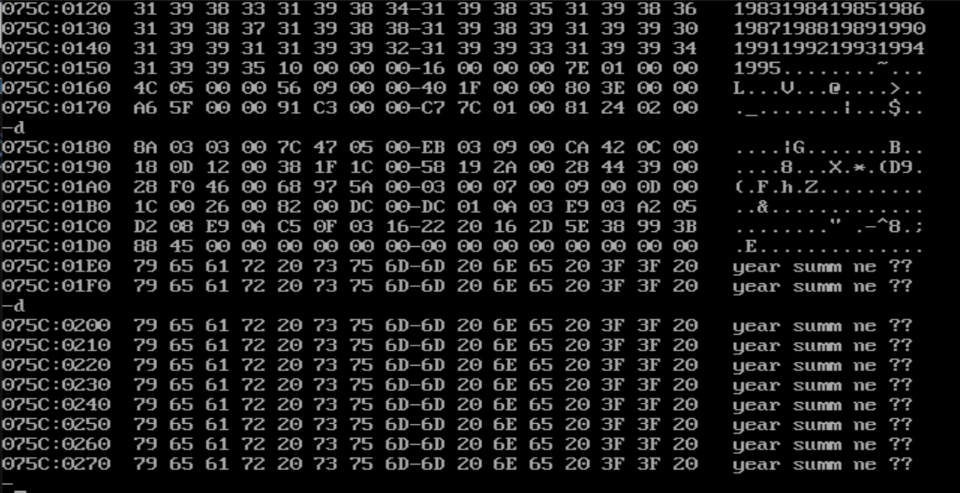 075C:0120  31 39 38 33 31 39 38 34-31 39 38 35 31 39 38 36   1983198419851986
075C:0130  31 39 38 37 31 39 38 38-31 39 38 39 31 39 39 30   1987198819891990
075C:0140  31 39 39 31 31 39 39 32-31 39 39 33 31 39 39 34   1991199219931994
075C:0150  31 39 39 35 10 00 00 00-16 00 00 00 7E 01 00 00   1995........~...
075C:0160  4C 05 00 00 56 09 00 00-40 1F 00 00 80 3E 00 00   L...V...@....>..
075C:0170  A6 5F 00 00 91 C3 00 00-C7 7C 01 00 81 24 02 00   ._.......|...$..
-d
075C:0180  8A 03 03 00 7C 47 05 00-EB 03 09 00 CA 42 0C 00   ....|G.......B..
075C:0190  18 0D 12 00 38 1F 1C 00-58 19 2A 00 28 44 39 00   ....8...X.*.(D9.
075C:01A0  28 F0 46 00 68 97 5A 00-03 00 07 00 09 00 0D 00   (.F.h.Z.........
075C:01B0  1C 00 26 00 82 00 DC 00-DC 01 0A 03 E9 03 A2 05   ..&.............
075C:01C0  D2 08 E9 0A C5 0F 03 16-22 20 16 2D 5E 38 99 3B   ........" .-^8.;
075C:01D0  88 45 00 00 00 00 00 00-00 00 00 00 00 00 00 00   .E..............
075C:01E0  79 65 61 72 20 73 75 6D-6D 20 6E 65 20 3F 3F 20   year summ ne ??
075C:01F0  79 65 61 72 20 73 75 6D-6D 20 6E 65 20 3F 3F 20   year summ ne ??
-d
075C:0200  79 65 61 72 20 73 75 6D-6D 20 6E 65 20 3F 3F 20   year summ ne ??
075C:0210  79 65 61 72 20 73 75 6D-6D 20 6E 65 20 3F 3F 20   year summ ne ??
075C:0220  79 65 61 72 20 73 75 6D-6D 20 6E 65 20 3F 3F 20   year summ ne ??
075C:0230  79 65 61 72 20 73 75 6D-6D 20 6E 65 20 3F 3F 20   year summ ne ??
075C:0240  79 65 61 72 20 73 75 6D-6D 20 6E 65 20 3F 3F 20   year summ ne ??
075C:0250  79 65 61 72 20 73 75 6D-6D 20 6E 65 20 3F 3F 20   year summ ne ??
075C:0260  79 65 61 72 20 73 75 6D-6D 20 6E 65 20 3F 3F 20   year summ ne ??
075C:0270  79 65 61 72 20 73 75 6D-6D 20 6E 65 20 3F 3F 20   year summ ne ??
-_